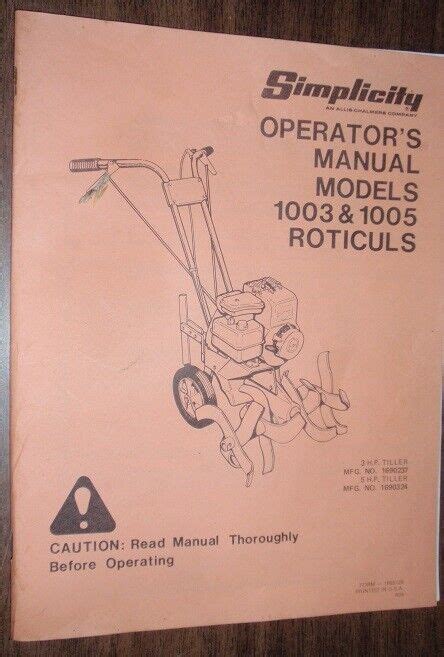 Simplicity
AN ALLIS-CHALMERS COMPANY
OPERATOR'S
MANUAL
MODELS
1003 & 1005
ROTICULS
3 H.P. TILLER
MFG. NO. 1690237
5 H.P. TILLER
MFG. NO. 1690324
CAUTION: Read Manual Thoroughly
Before Operating
FORM —
PRINTED IN U.S.A.